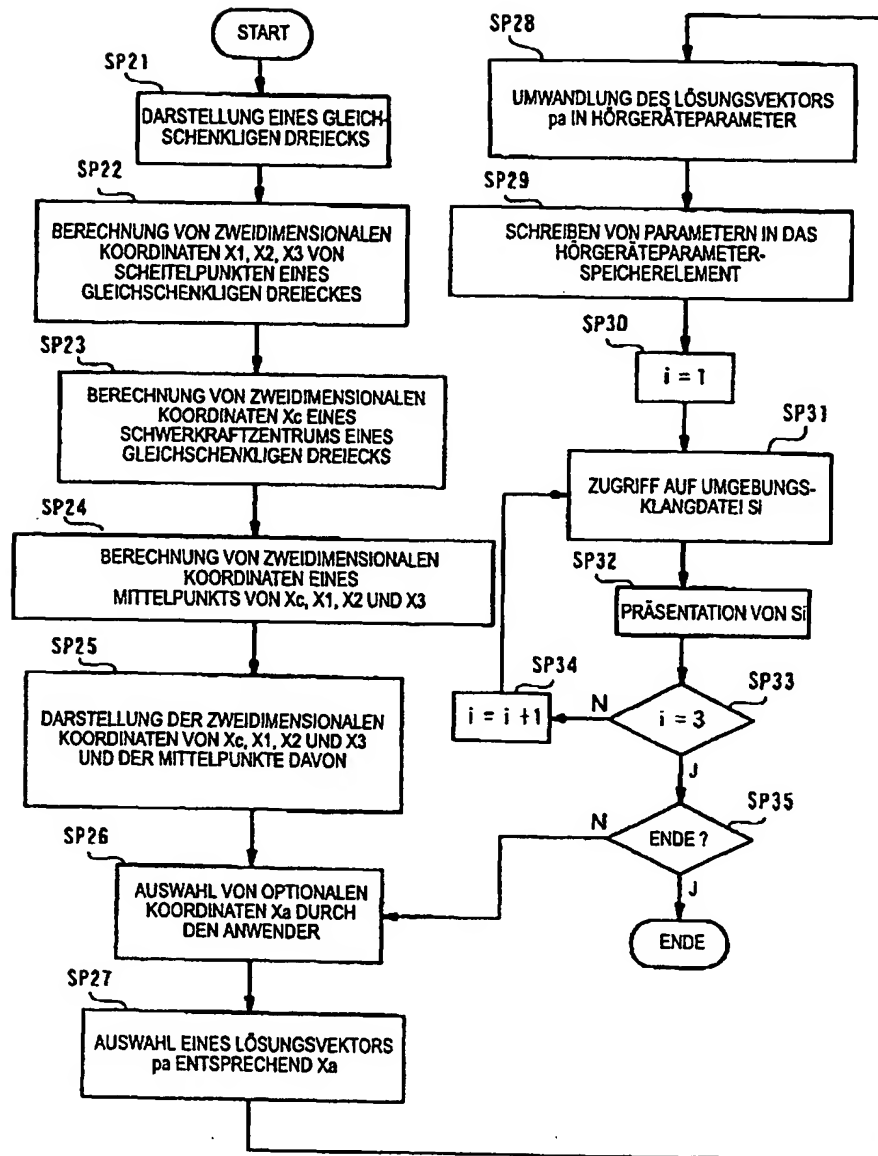 START
SP21
DARSTELLUNG EINES GLEICH-
SCHENKLIGEN DREIECKS
SP22
BERECHNUNG VON ZWEIDIMENSIONALEN
KOORDINATEN X1, X2, X3 VON
SCHEITELPUNKTEN EINES
GLEICHSCHENKLIGEN DREIECKES
SP23
BERECHNUNG VON ZWEIDIMENSIONALEN
KOORDINATEN Xc EINES
SCHWERKRAFTZENTRUMS EINES
GLEICHSCHENKLIGEN DREIECKS
SP24
BERECHNUNG VON ZWEIDIMENSIONALEN
KOORDINATEN EINES
MITTELPUNKTS VON Xc, X1, X2 UND X3
SP25
DARSTELLUNG DER ZWEIDIMENSIONALEN
KOORDINATEN VON Xc, X1, X2 UND X3
UND DER MITTELPUNKTE DAVON
SP26
AUSWAHL VON OPTIONALEN
KOORDINATEN Xa DURCH
DEN ANWENDER
SP27
AUSWAHL EINES LÖSUNGSVEKTORS
pa ENTSPRECHEND Xa
SP28
UMWANDLUNG DES LÖSUNGSVEKTORS
pa IN HÖRGERÄTEPARAMETER
SP29
SCHREIBEN VON PARAMETERN IN DAS
HÖRGERÄTEPARAMETER-
SPEICHERELEMENT
SP30
i = 1
SP31
ZUGRIFF AUF UMGEBUNGS-
KLANGDATEI Si
SP32
PRÄSENTATION VON Si
SP34
i = i +1
N
SP33
i = 3
J
SP35
N
ENDE ?
J
ENDE